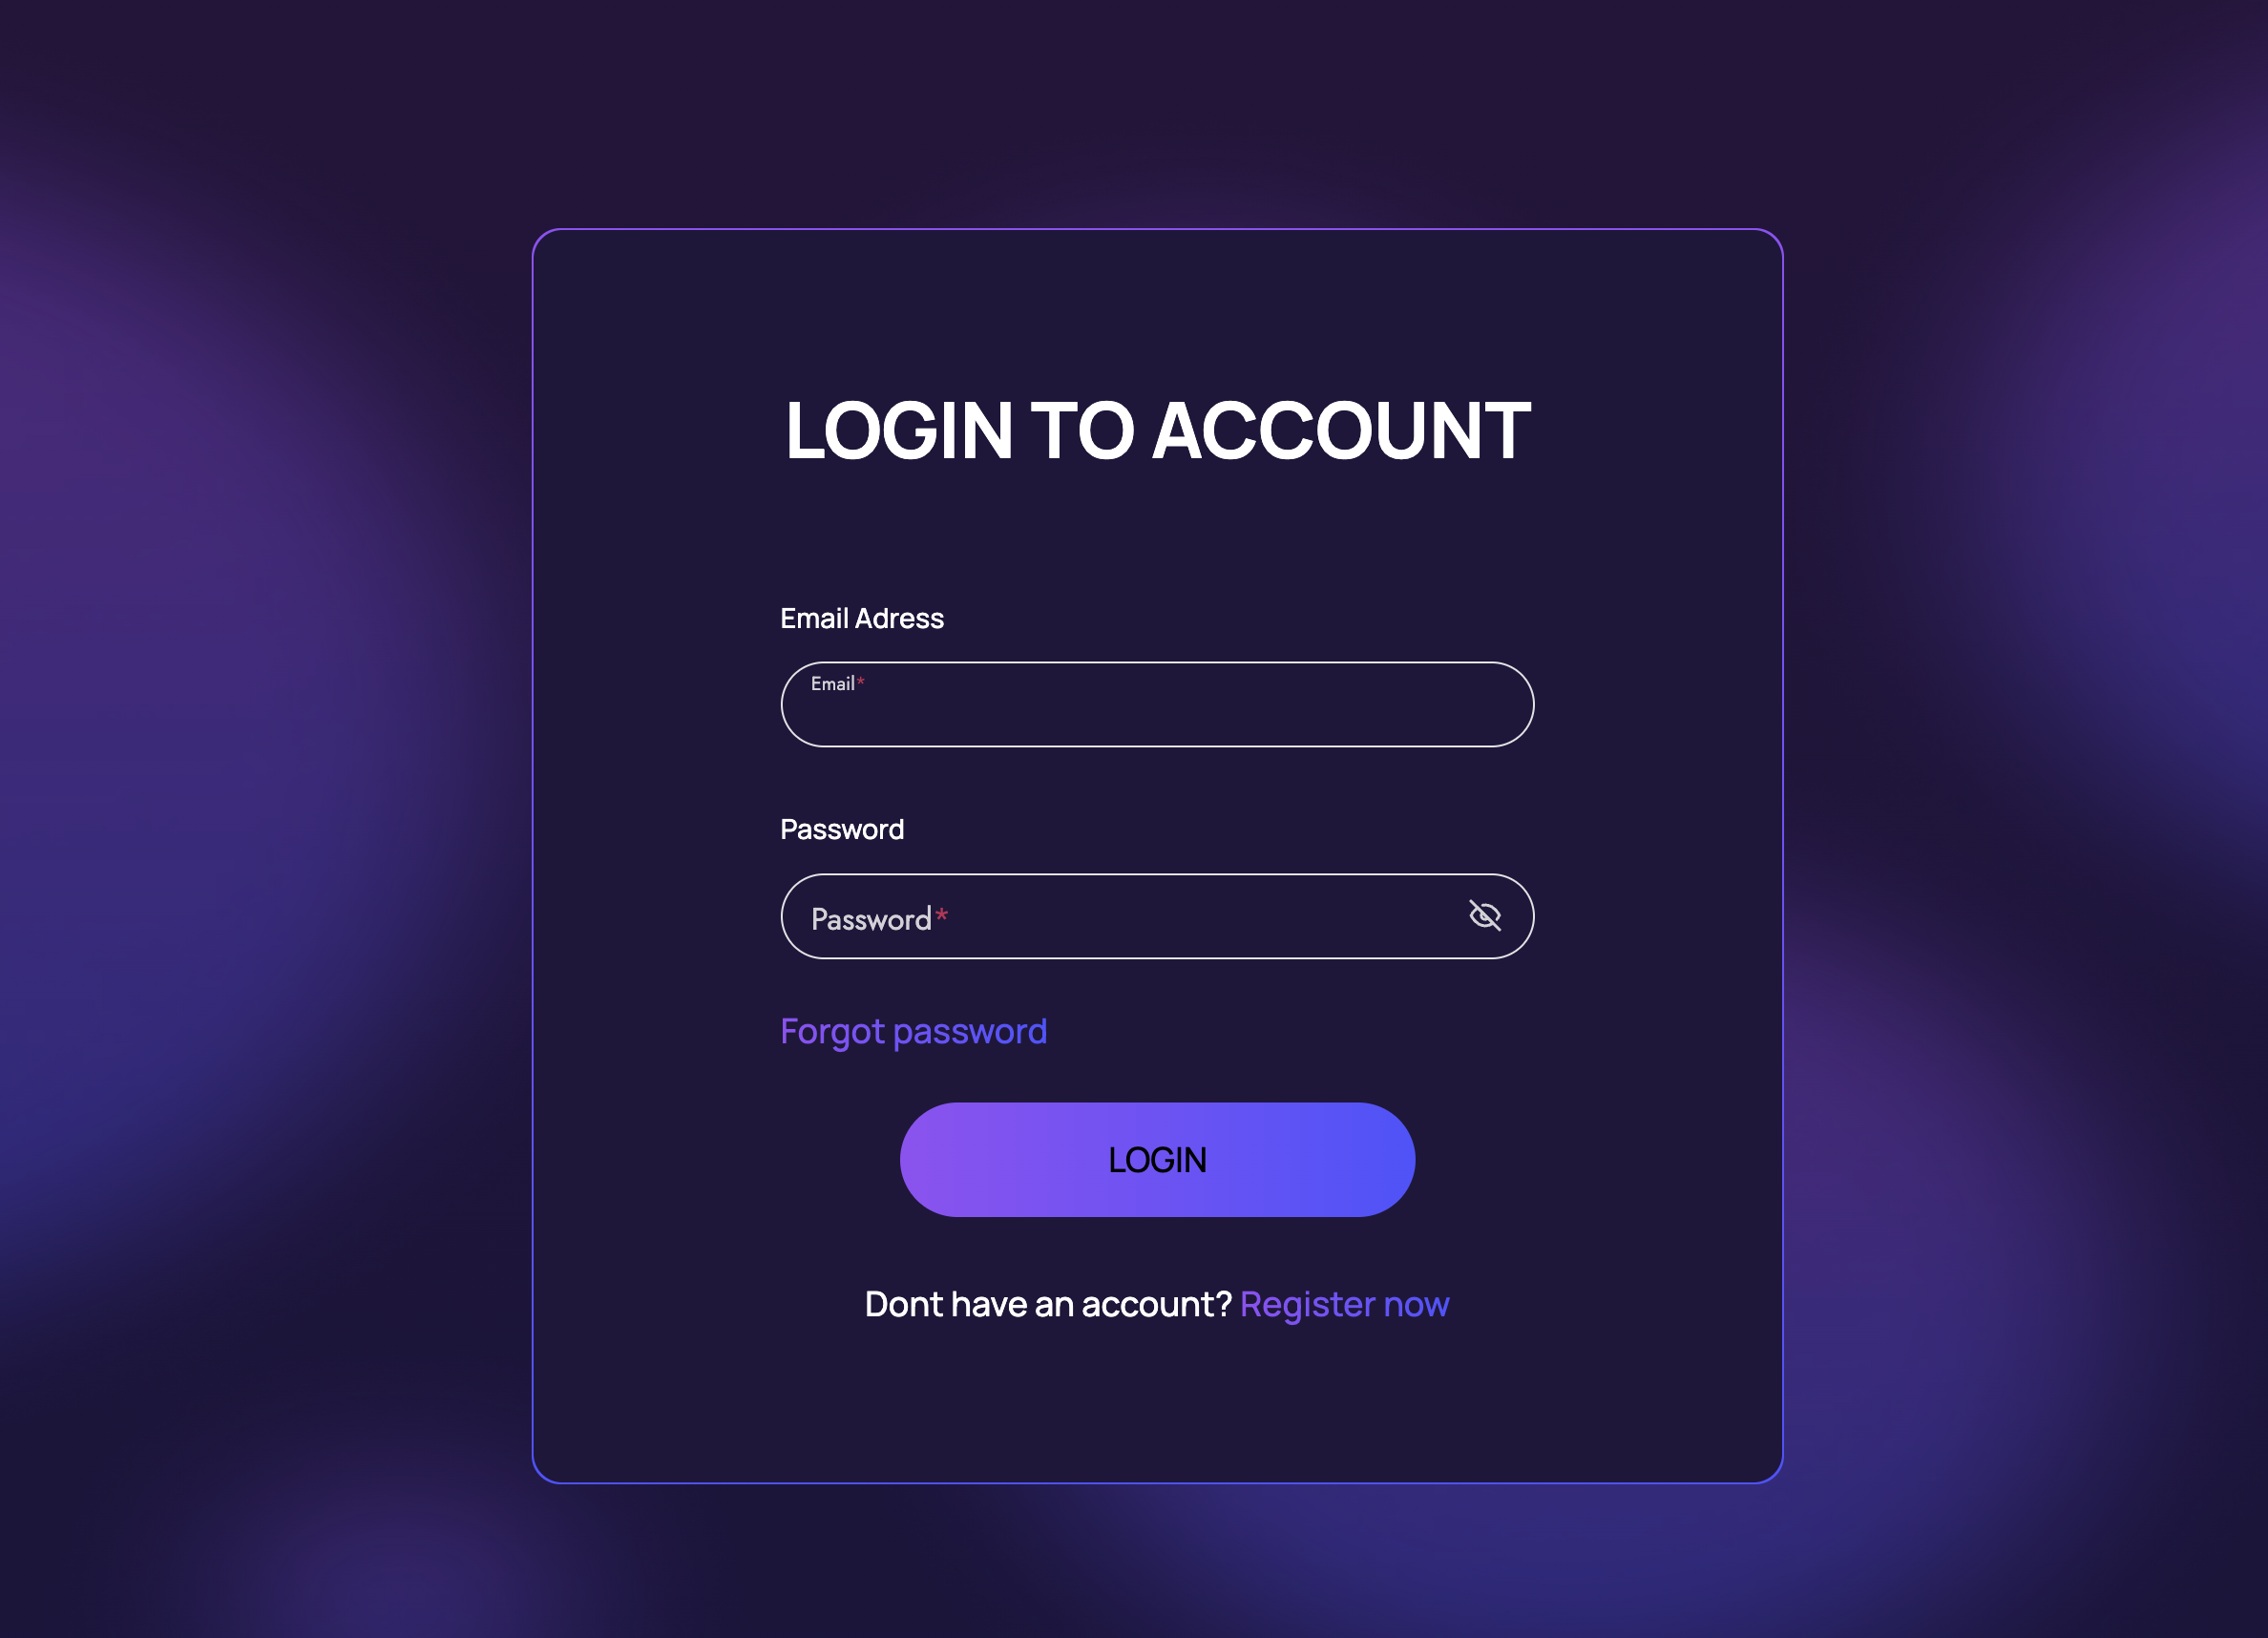 LOGIN TO ACCOUNT
Email Adress
Email*
Password
Password*
Forgot password
LOGIN
Dont have an account? Register now